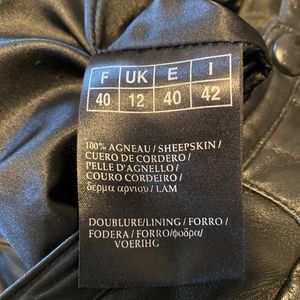 F UK E I
40 12 40 42
100% AGNEAU / SHEEPSKIN /
CUERO DE CORDERO /
PELLE D'AGNELLO /
COURO CORDEIRO /
δερμα αρνιου / LAM
DOUBLURE/LINING / FORRO /
FODERA / FORRO/φυδρα/
VOERIHG